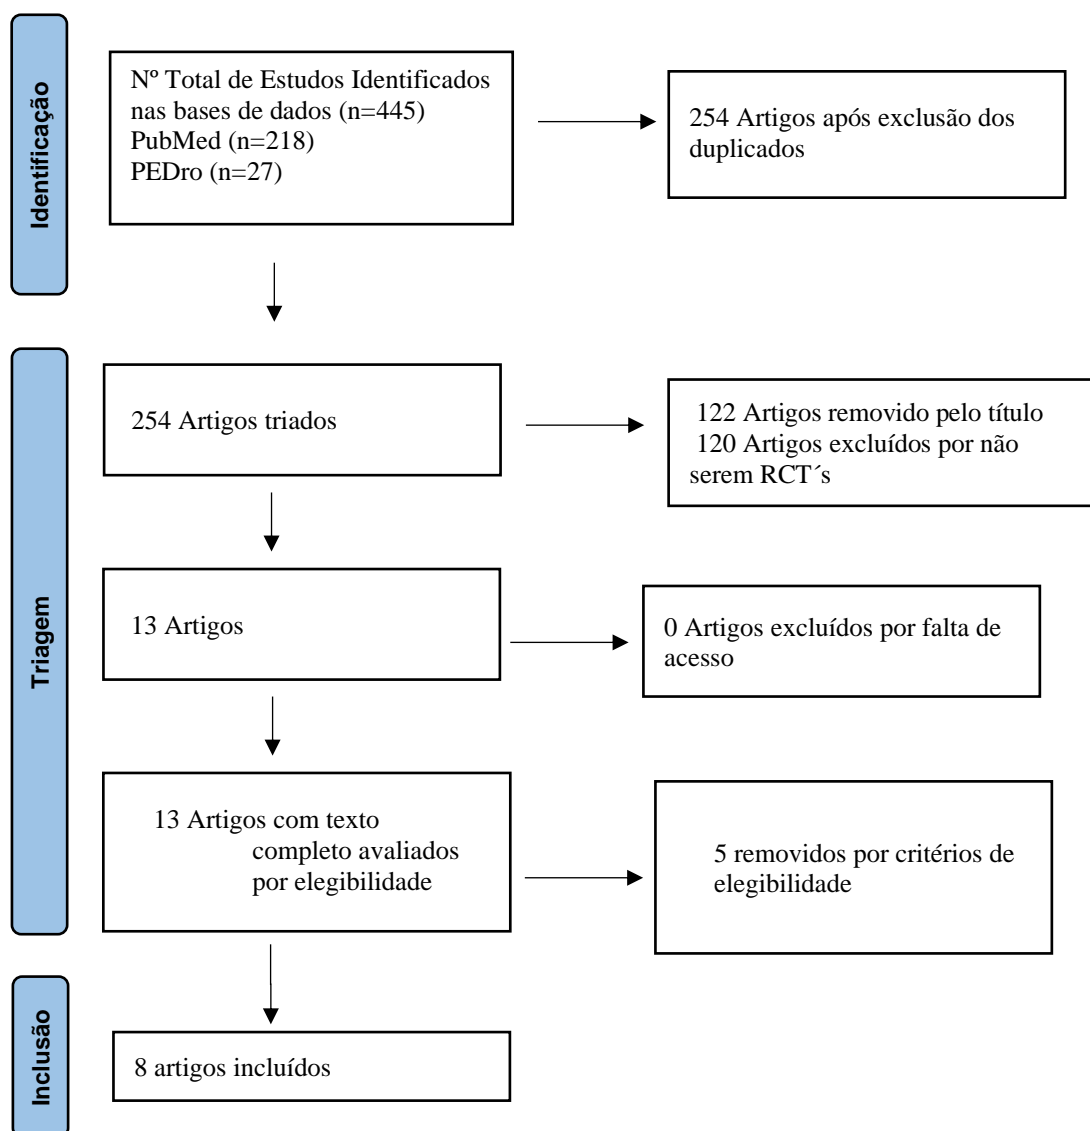 Identificação
Nº Total de Estudos Identificados
nas bases de dados (n=445)
PubMed (n=218)
PEDro (n=27)
254 Artigos após exclusão dos
duplicados
Triagem
254 Artigos triados
122 Artigos removido pelo título
120 Artigos excluídos por não
serem RCT´s
13 Artigos
0 Artigos excluídos por falta de
acesso
13 Artigos com texto
completo avaliados
por elegibilidade
5 removidos por critérios de
elegibilidade
Inclusão
8 artigos incluídos